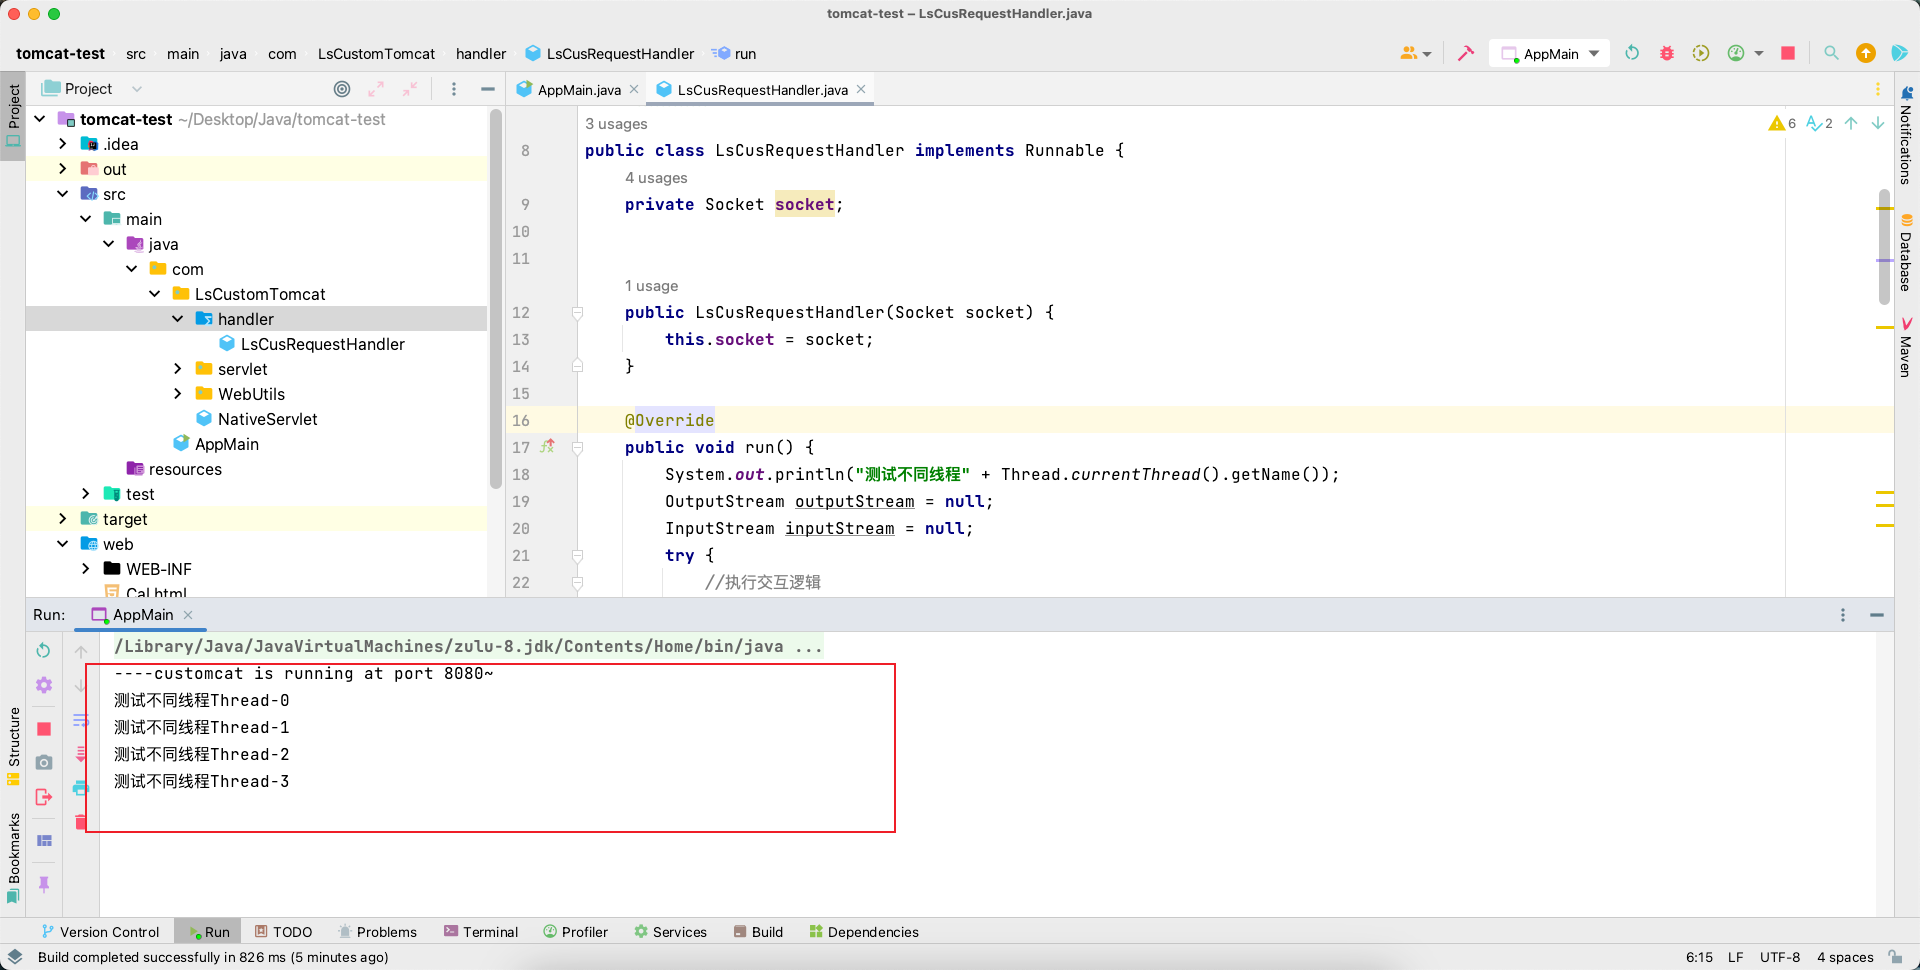 tomcat-test – LsCusRequestHandler.java
tomcat-test src main java com LsCustomTomcat handler LsCusRequestHandler run
AppMain
Project
AppMain.java
LsCusRequestHandler.java
Project
Structure
Bookmarks
tomcat-test ~/Desktop/Java/tomcat-test
.idea
out
src
main
java
com
LsCustomTomcat
handler
LsCusRequestHandler
servlet
WebUtils
NativeServlet
AppMain
resources
test
target
web
WEB-INF
Cal.html
3 usages
6 2
8 public class LsCusRequestHandler implements Runnable {
4 usages
9 private Socket socket;
10
11
1 usage
12 public LsCusRequestHandler(Socket socket) {
13 this.socket = socket;
14 }
15
16 @Override
17 public void run() {
18 System.out.println("测试不同线程" + Thread.currentThread().getName());
19 OutputStream outputStream = null;
20 InputStream inputStream = null;
21 try {
22 //执行交互逻辑
Notifications
Database
Maven
Run: AppMain
/Library/Java/JavaVirtualMachines/zulu-8.jdk/Contents/Home/bin/java ...
----customcat is running at port 8080~
测试不同线程Thread-0
测试不同线程Thread-1
测试不同线程Thread-2
测试不同线程Thread-3
Version Control Run TODO Problems Terminal Profiler Services Build Dependencies
Build completed successfully in 826 ms (5 minutes ago)
6:15 LF UTF-8 4 spaces